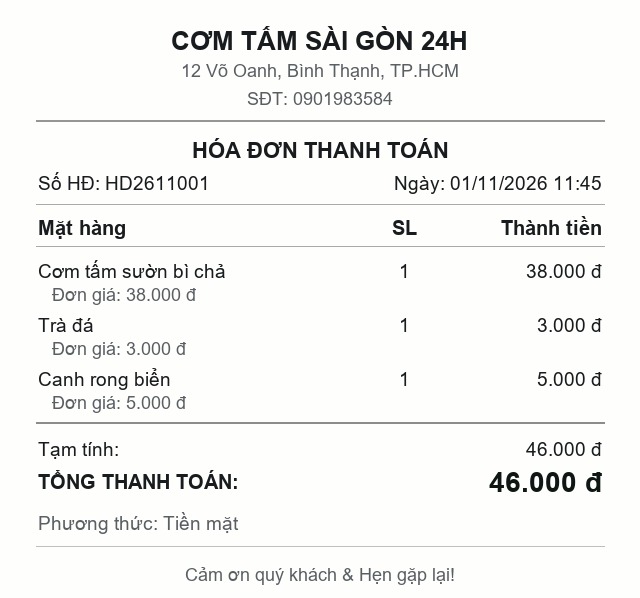 CƠM TẤM SÀI GÒN 24H
12 Võ Oanh, Bình Thạnh, TP.HCM
SĐT: 0901983584
HÓA ĐƠN THANH TOÁN
Số HĐ: HD2611001 Ngày: 01/11/2026 11:45
Mặt hàng SL Thành tiền
Cơm tấm sườn bì chả 1 38.000 đ
Đơn giá: 38.000 đ
Trà đá 1 3.000 đ
Đơn giá: 3.000 đ
Canh rong biển 1 5.000 đ
Đơn giá: 5.000 đ
Tạm tính: 46.000 đ
TỔNG THANH TOÁN: 46.000 đ
Phương thức: Tiền mặt
Cảm ơn quý khách & Hẹn gặp lại!